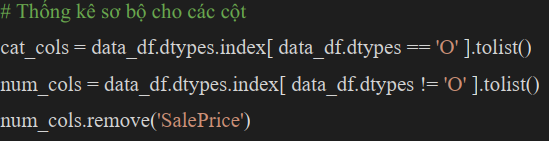 # Thống kê sơ bộ cho các cột
cat_cols = data_df.dtypes.index[ data_df.dtypes == 'O' ].tolist()
num_cols = data_df.dtypes.index[ data_df.dtypes != 'O' ].tolist()
num_cols.remove('SalePrice')